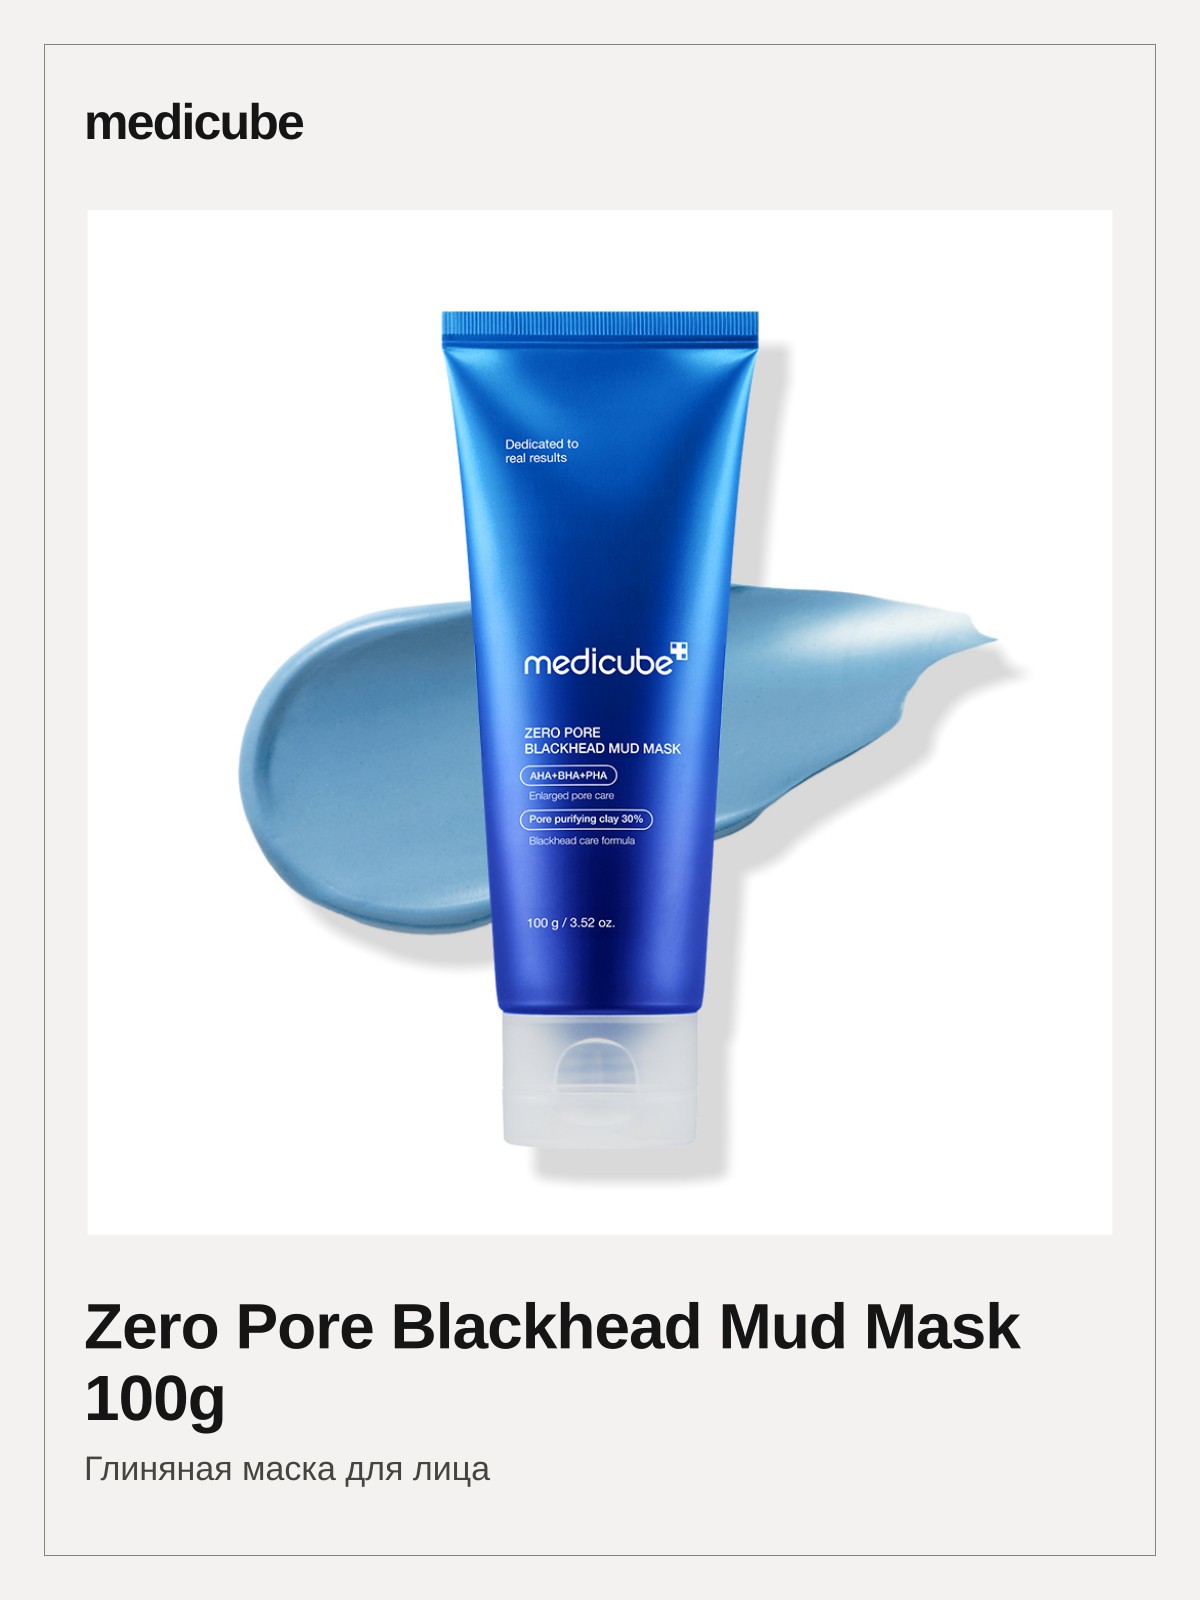 medicube
Dedicated to
real results
medicube
ZERO PORE
BLACKHEAD MUD MASK
AHA+BHA+PHA
Enlarged pore care
Pore purifying clay 30%
Blackhead care formula
100 g / 3.52 oz.
Zero Pore Blackhead Mud Mask
100g
Глиняная маска для лица